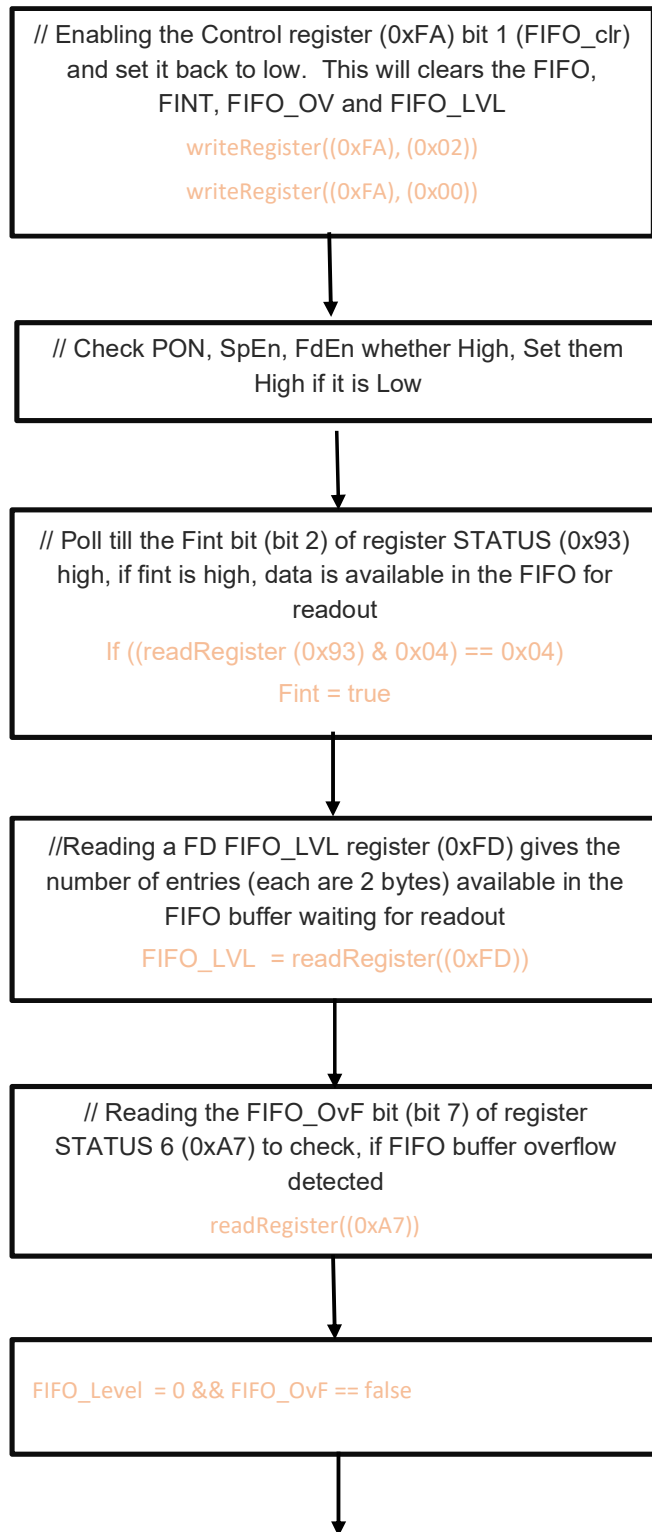 // Enabling the Control register (0xFA) bit 1 (FIFO_clr)
and set it back to low.  This will clears the FIFO,
FINT, FIFO_OV and FIFO_LVL
writeRegister((0xFA), (0x02))
writeRegister((0xFA), (0x00))
// Check PON, SpEn, FdEn whether High, Set them
High if it is Low
// Poll till the Fint bit (bit 2) of register STATUS (0x93)
high, if fint is high, data is available in the FIFO for
readout
If ((readRegister (0x93) & 0x04) == 0x04)
Fint = true
//Reading a FD FIFO_LVL register (0xFD) gives the
number of entries (each are 2 bytes) available in the
FIFO buffer waiting for readout
FIFO_LVL  = readRegister((0xFD))
// Reading the FIFO_OvF bit (bit 7) of register
STATUS 6 (0xA7) to check, if FIFO buffer overflow
detected
readRegister((0xA7))
FIFO_Level  = 0 && FIFO_OvF == false